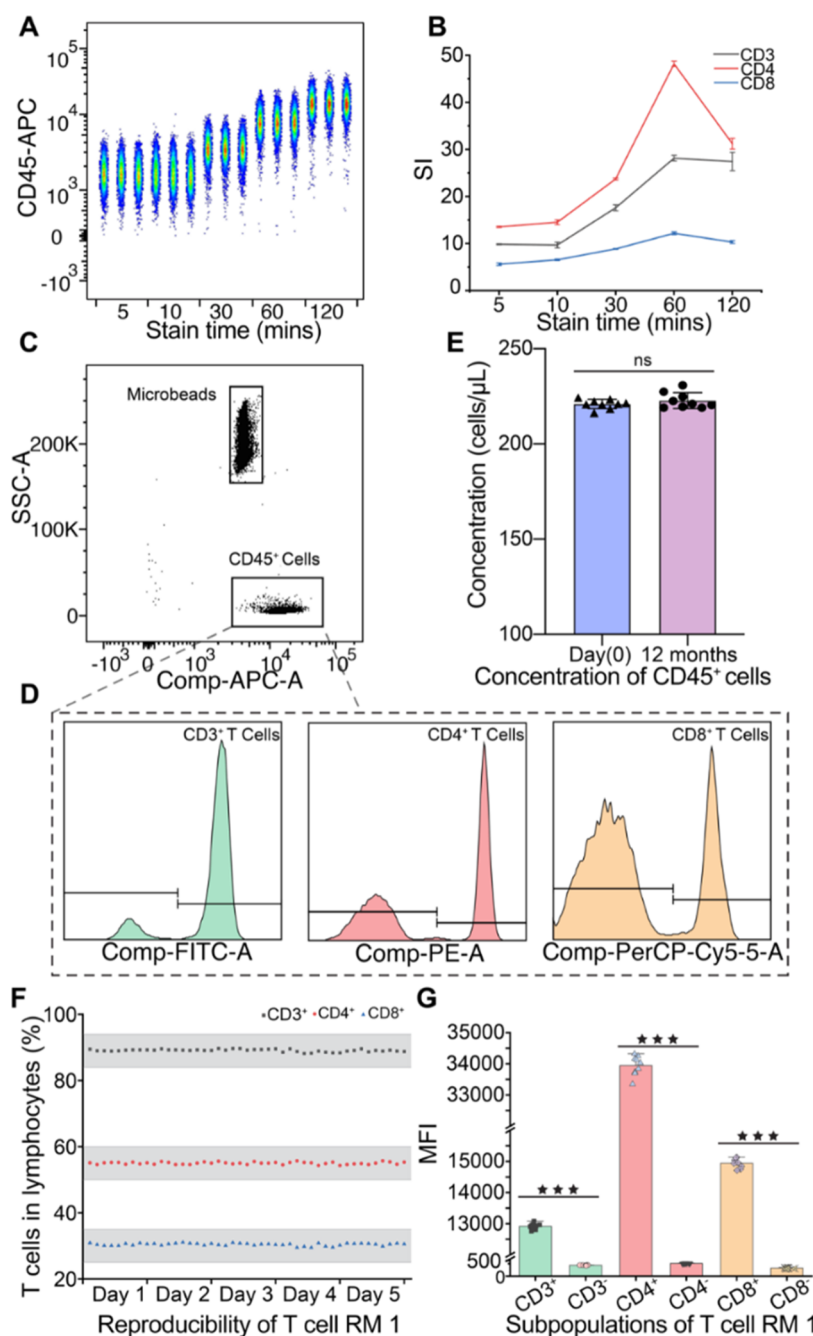 A
CD45-APC
10⁵
10⁴
10³
0
-10³
5 10 30 60 120
Stain time (mins)
B
SI
50
40
30
20
10
0
CD3
CD4
CD8
5 10 30 60 120
Stain time (mins)
C
SSC-A
200K
100K
0
Microbeads
CD45⁺ Cells
-10³ 0 10³ 10⁴ 10⁵
Comp-APC-A
E
Concentration (cells/μL)
250
200
150
100
ns
Day(0) 12 months
Concentration of CD45⁺ cells
D
CD3⁺ T Cells
Comp-FITC-A
CD4⁺ T Cells
Comp-PE-A
CD8⁺ T Cells
Comp-PerCP-Cy5-5-A
F
T cells in lymphocytes (%)
100
80
60
40
20
CD3⁺ CD4⁺ CD8⁺
Day 1 Day 2 Day 3 Day 4 Day 5
Reproducibility of T cell RM 1
G
MFI
35000
34000
33000
15000
14000
13000
500
0
★★★
★★★
★★★
CD3⁺ CD3⁻ CD4⁺ CD4⁻ CD8⁺ CD8⁻
Subpopulations of T cell RM 1